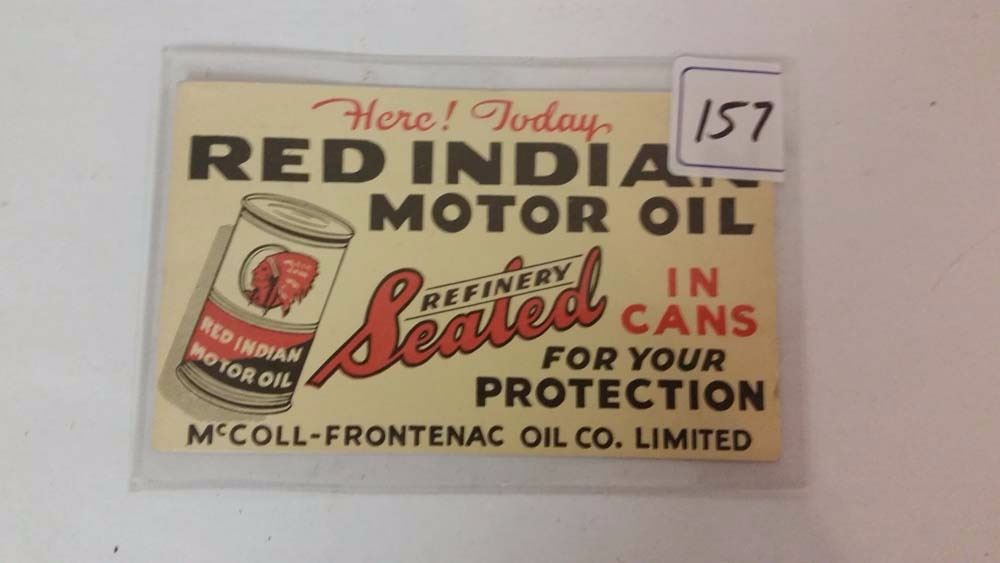 Here! Today
157
RED INDIAN
MOTOR OIL
REFINERY
Sealed
IN
CANS
FOR YOUR
PROTECTION
RED INDIAN
MOTOR OIL
McCOLL-FRONTENAC OIL CO. LIMITED